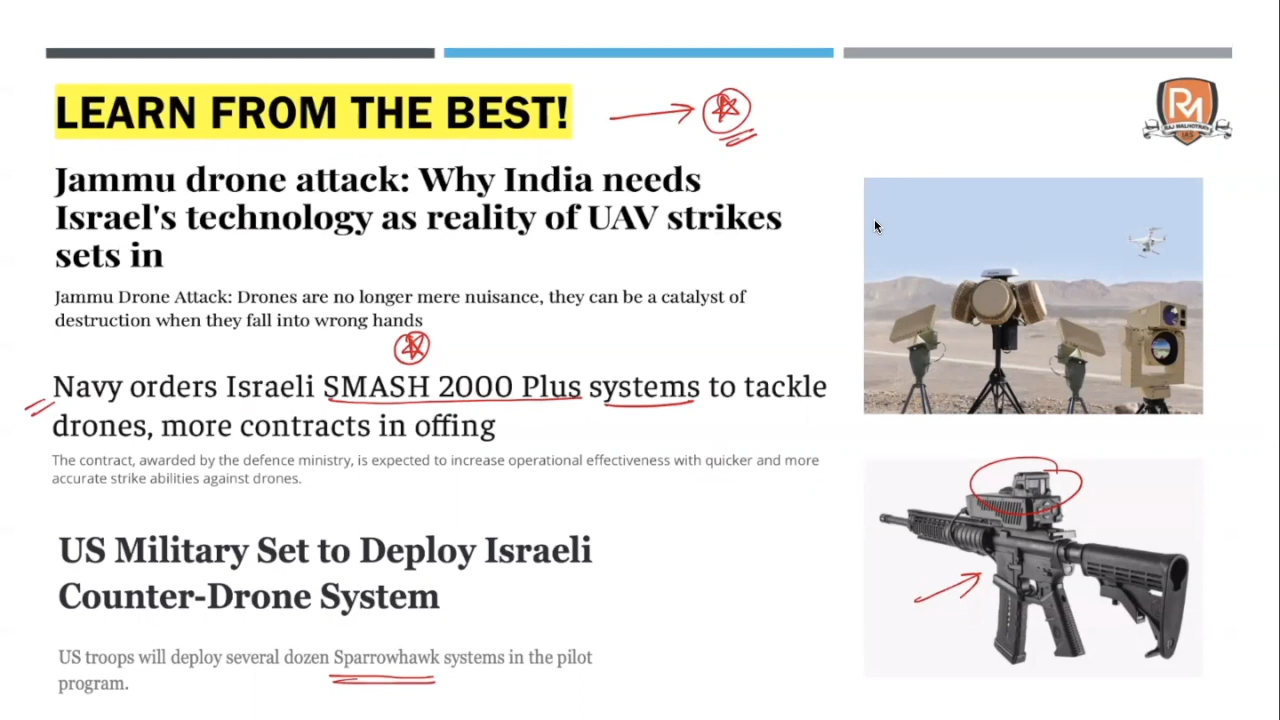 LEARN FROM THE BEST!
RM
RAJ MALHOTRA'S
IAS
Jammu drone attack: Why India needs
Israel's technology as reality of UAV strikes
sets in
Jammu Drone Attack: Drones are no longer mere nuisance, they can be a catalyst of
destruction when they fall into wrong hands
Navy orders Israeli SMASH 2000 Plus systems to tackle
drones, more contracts in offing
The contract, awarded by the defence ministry, is expected to increase operational effectiveness with quicker and more
accurate strike abilities against drones.
US Military Set to Deploy Israeli
Counter-Drone System
US troops will deploy several dozen Sparrowhawk systems in the pilot
program.